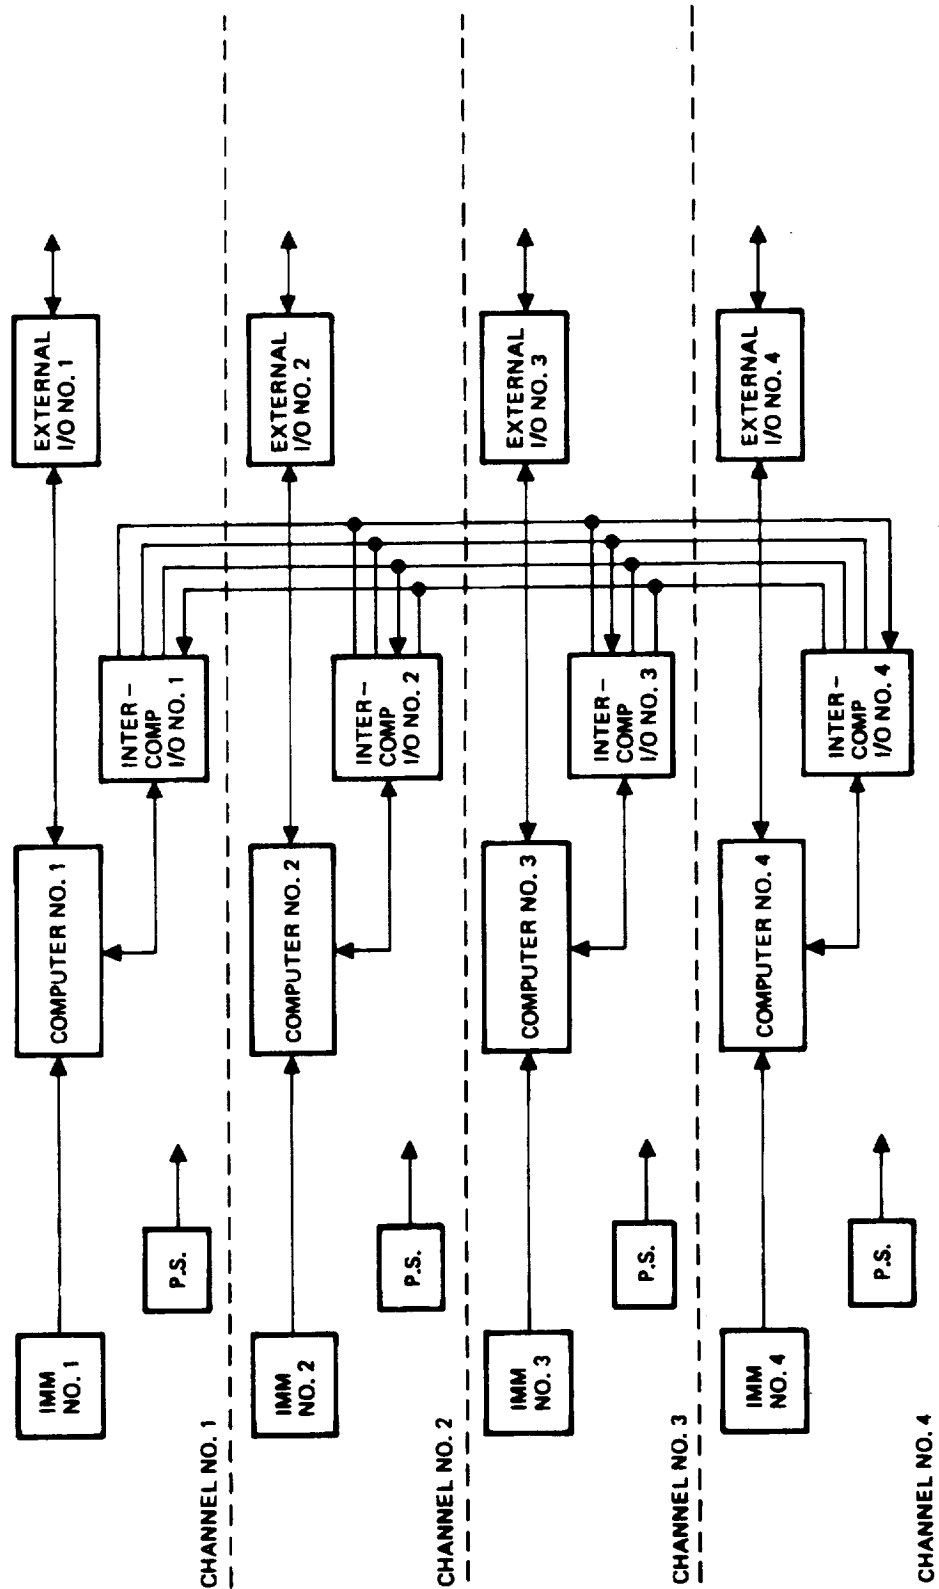 IMM
NO. 1
COMPUTER NO. 1
EXTERNAL
I/O NO. 1
INTER-
COMP
I/O NO. 1
P.S.
CHANNEL NO. 1
IMM
NO. 2
COMPUTER NO. 2
EXTERNAL
I/O NO. 2
INTER-
COMP
I/O NO. 2
P.S.
CHANNEL NO. 2
IMM
NO. 3
COMPUTER NO. 3
EXTERNAL
I/O NO. 3
INTER-
COMP
I/O NO. 3
P.S.
CHANNEL NO. 3
IMM
NO. 4
COMPUTER NO. 4
EXTERNAL
I/O NO. 4
INTER-
COMP
I/O NO. 4
P.S.
CHANNEL NO. 4